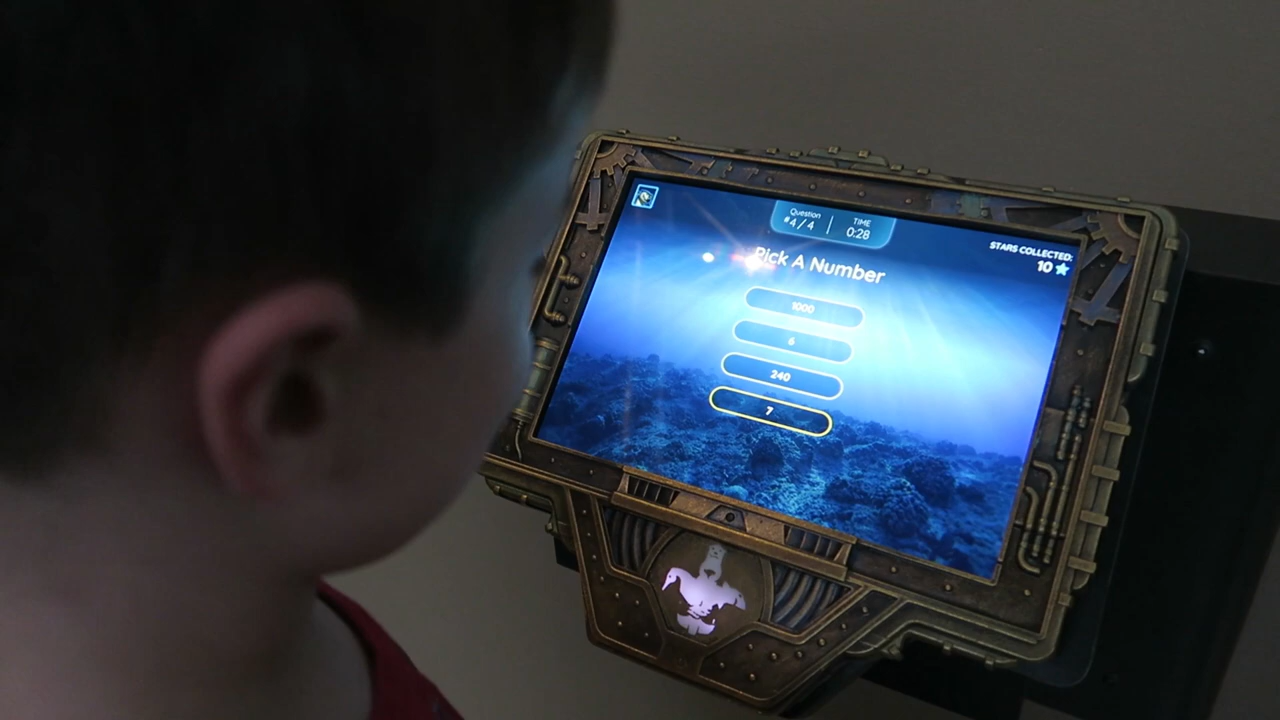 Question
#4/4
TIME
0:28
STARS COLLECTED:
10
Pick A Number
1000
6
240
7